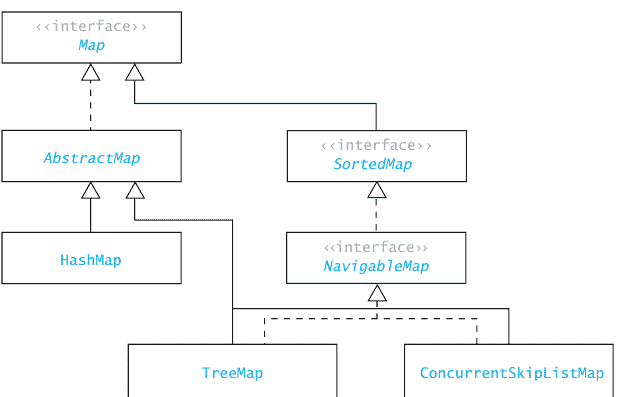 ‹‹interface››
Map
AbstractMap
‹‹interface››
SortedMap
HashMap
‹‹interface››
NavigableMap
TreeMap
ConcurrentSkipListMap